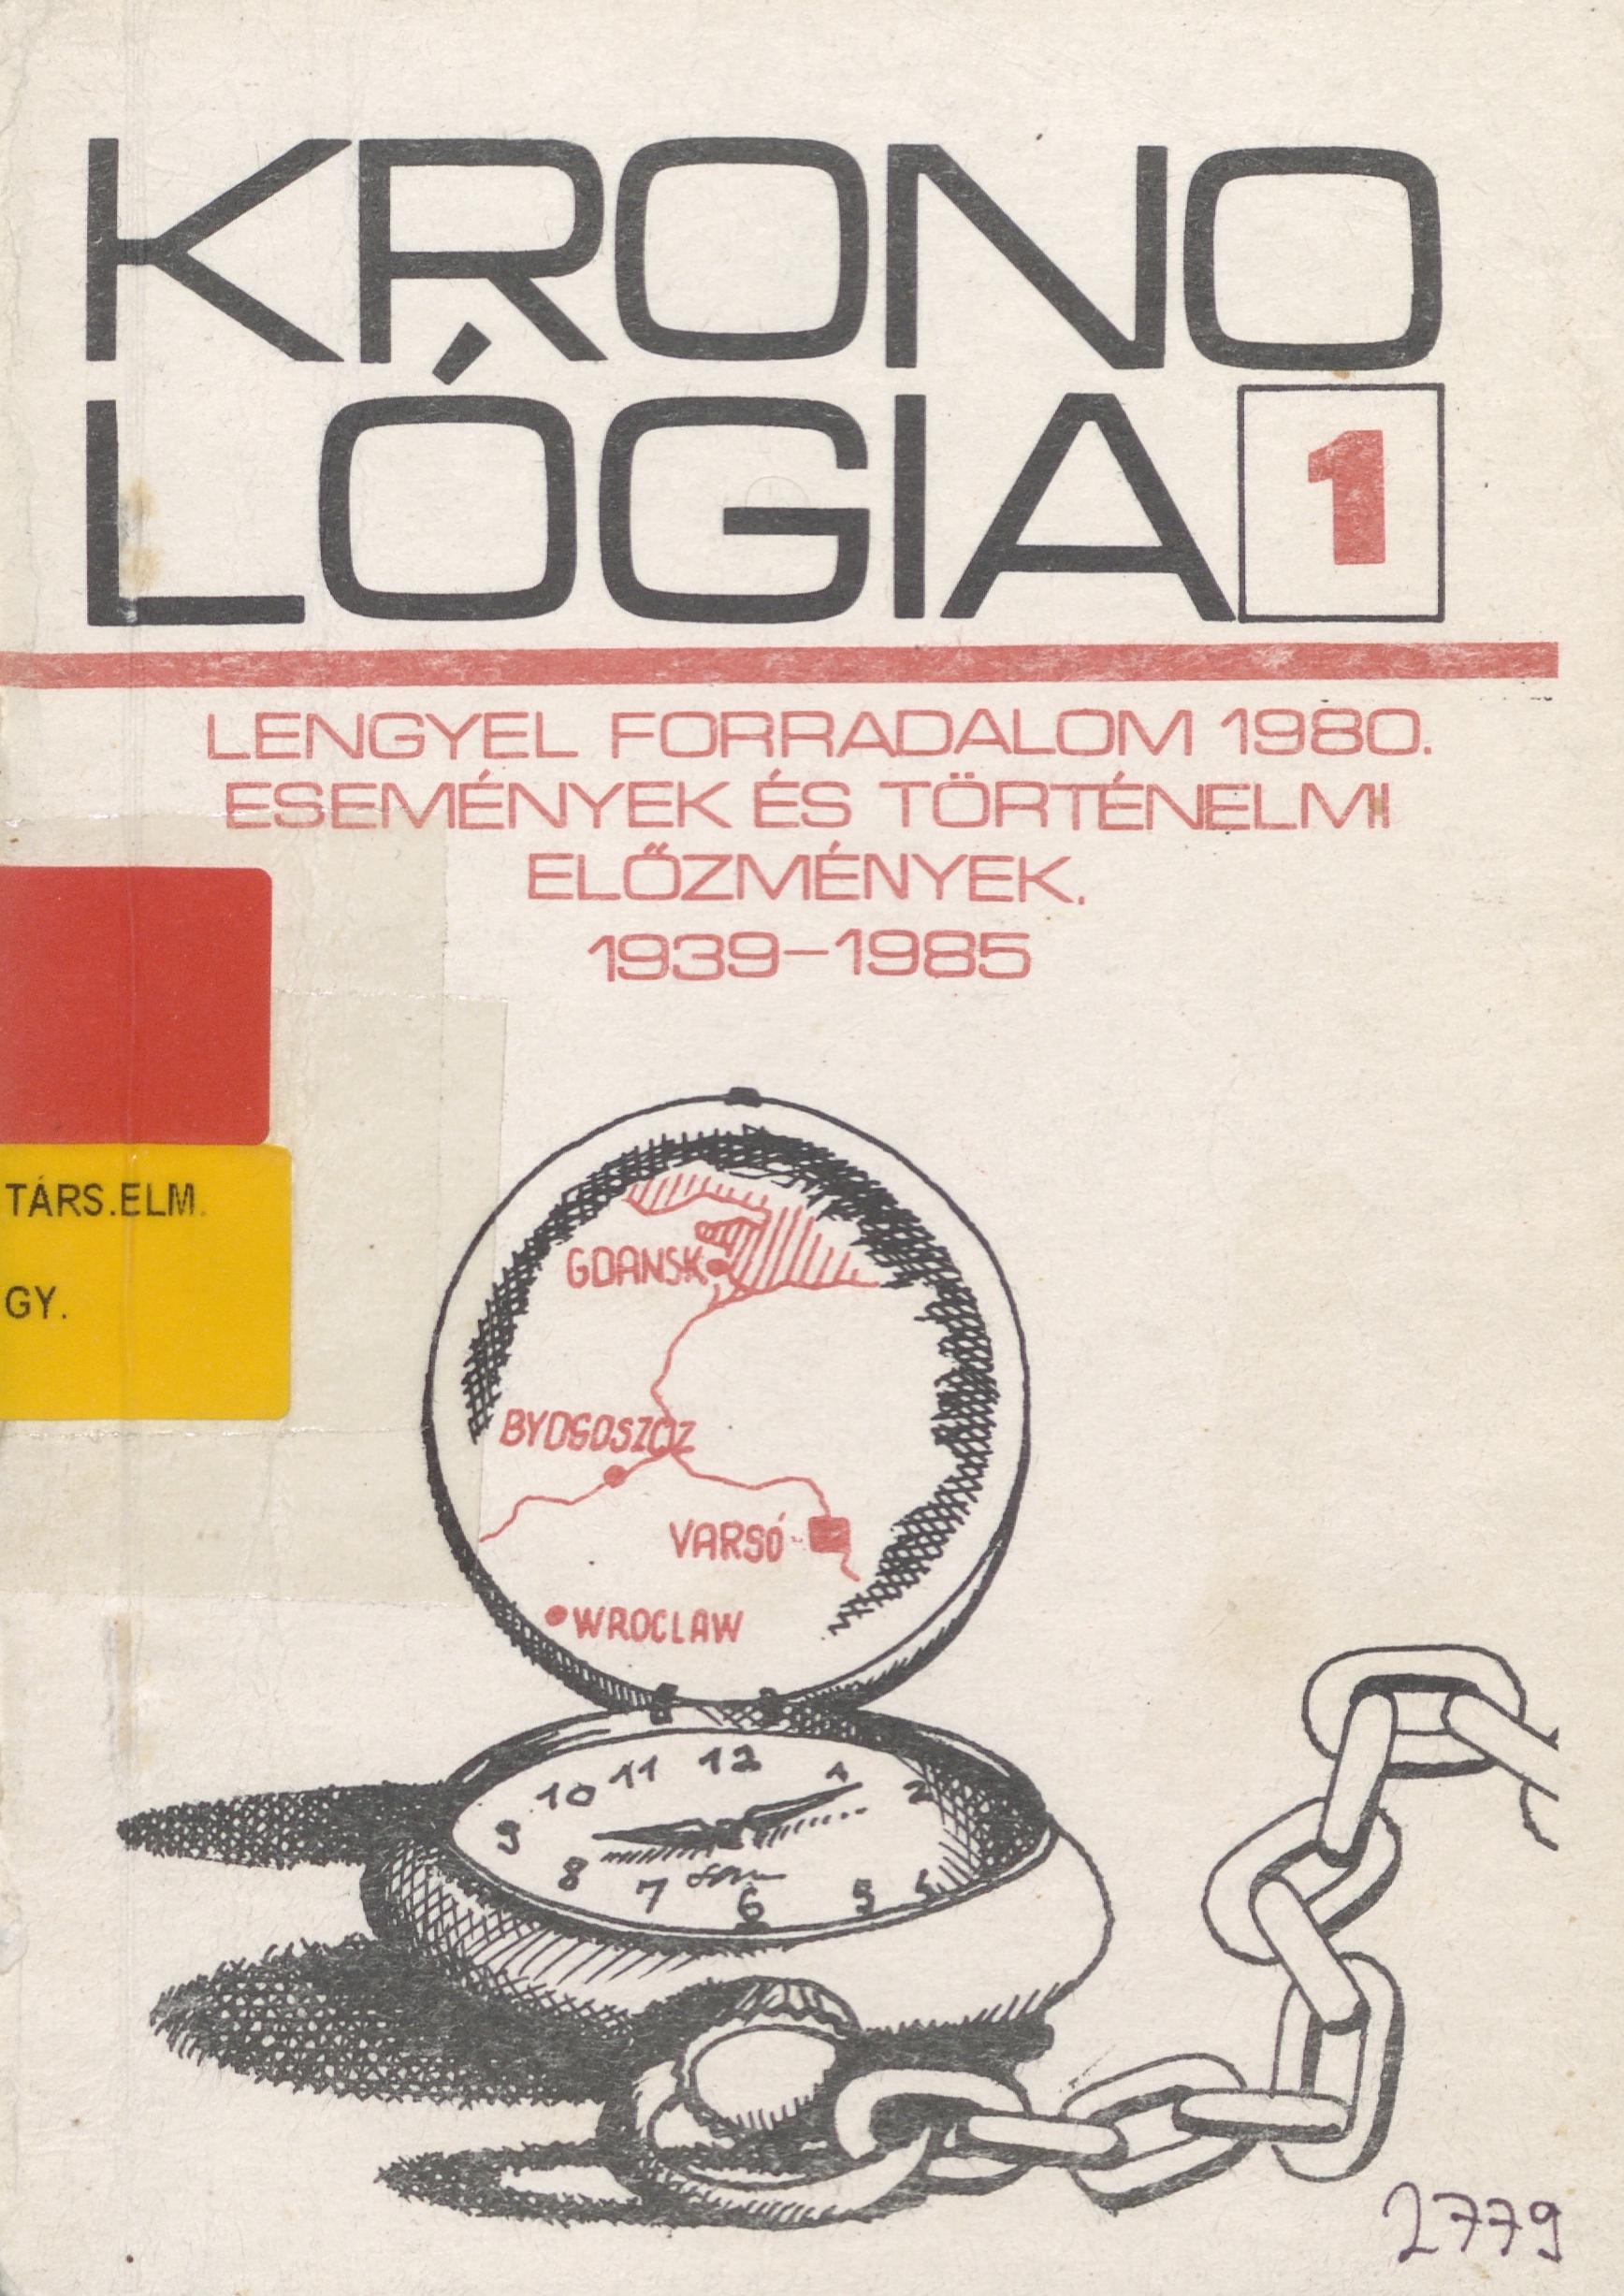 KRONO
LÓGIA 1
LENGYEL FORRADALOM 1980.
ESEMÉNYEK ÉS TÖRTÉNELMI
ELŐZMÉNYEK.
1939–1985
TÁRS.ELM.
GY.
GDANSK
BYDGOSZCZ
VARSÓ
WROCLAW
12
11
1
10
2
9
8
7
6
5
4
2779